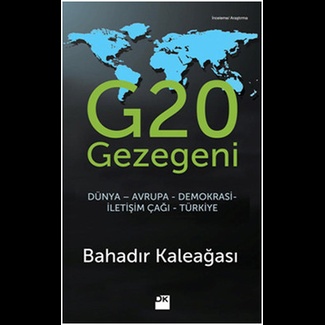 İnceleme/ Araştırma
G20
Gezegeni
DÜNYA – AVRUPA - DEMOKRASİ-
İLETİŞİM ÇAĞI - TÜRKİYE
Bahadır Kaleağası
DK